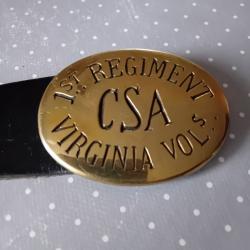 1ST. REGIMENT
CSA
VIRGINIA VOLS.